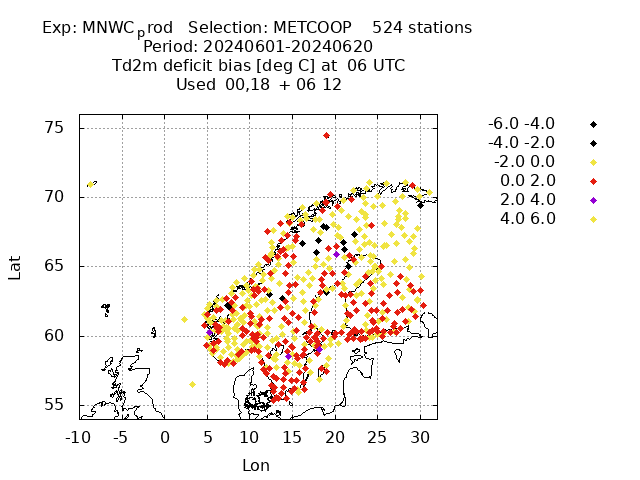 Exp: MNWCprod   Selection: METCOOP    524 stations
Period: 20240601-20240620
Td2m deficit bias [deg C] at  06 UTC
Used  00,18  + 06 12
-6.0 -4.0
-4.0 -2.0
-2.0 0.0
0.0 2.0
2.0 4.0
4.0 6.0
75
70
65
60
55
Lat
-10 -5 0 5 10 15 20 25 30
Lon